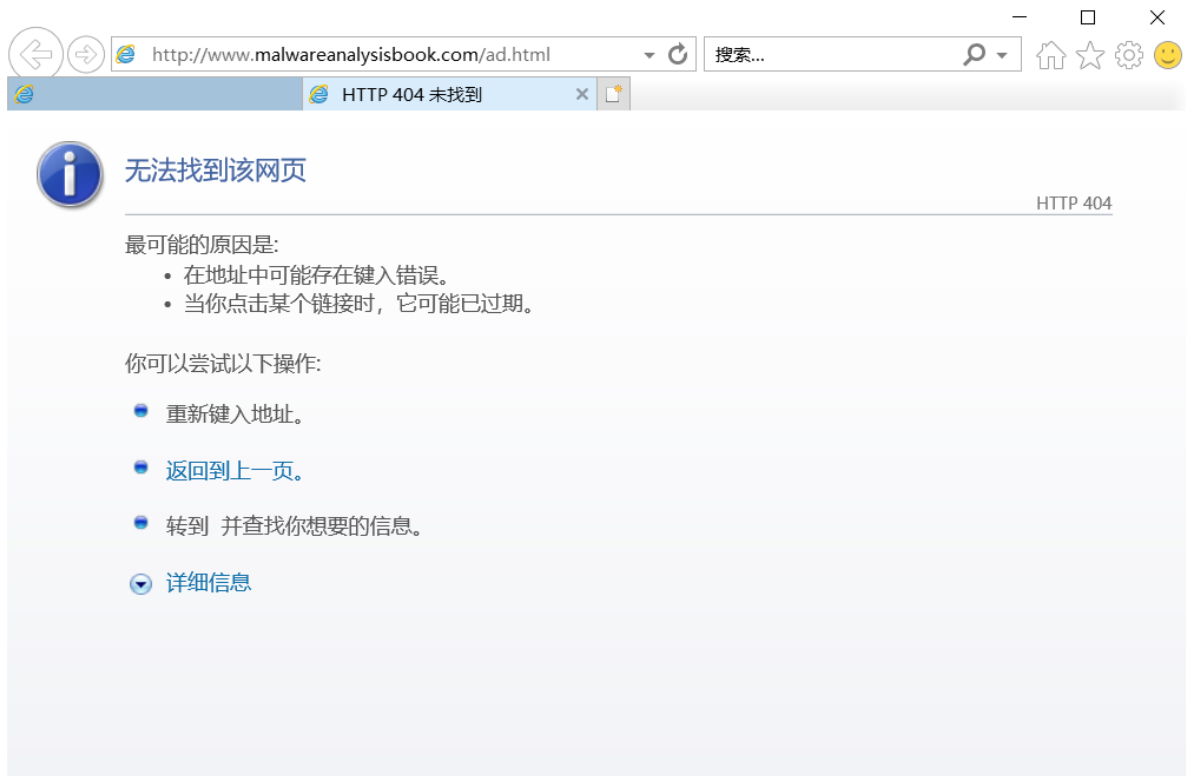 http://www.malwareanalysisbook.com/ad.html
搜索...
HTTP 404 未找到
无法找到该网页
HTTP 404
最可能的原因是:
• 在地址中可能存在键入错误。
• 当你点击某个链接时，它可能已过期。
你可以尝试以下操作:
重新键入地址。
返回到上一页。
转到 并查找你想要的信息。
详细信息